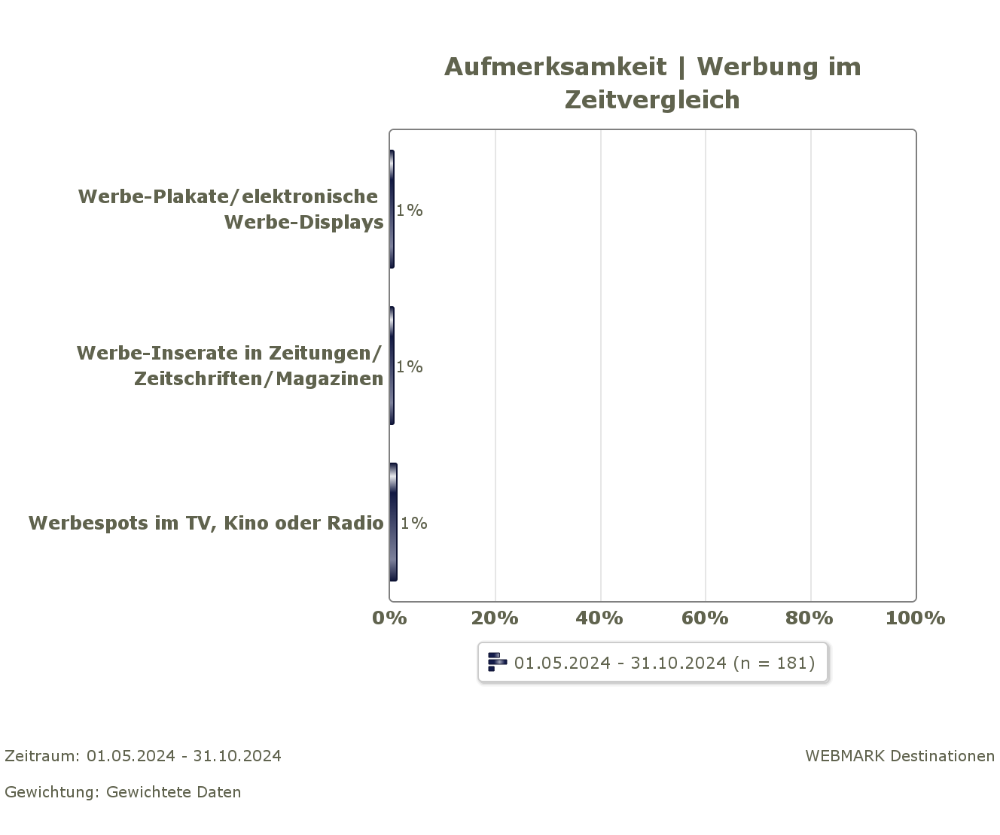 Aufmerksamkeit | Werbung im
Zeitvergleich
Werbe-Plakate/elektronische
Werbe-Displays
1%
Werbe-Inserate in Zeitungen/
Zeitschriften/Magazinen
1%
Werbespots im TV, Kino oder Radio
1%
0% 20% 40% 60% 80% 100%
01.05.2024 - 31.10.2024 (n = 181)
Zeitraum: 01.05.2024 - 31.10.2024
WEBMARK Destinationen
Gewichtung: Gewichtete Daten